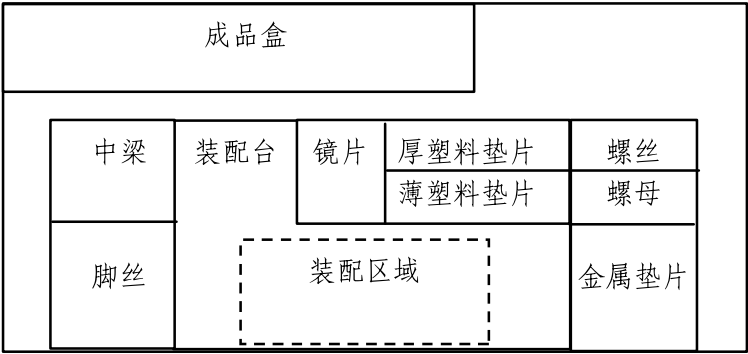 成品盒
中梁
装配台
镜片
厚塑料垫片
螺丝
薄塑料垫片
螺母
脚丝
装配区域
金属垫片